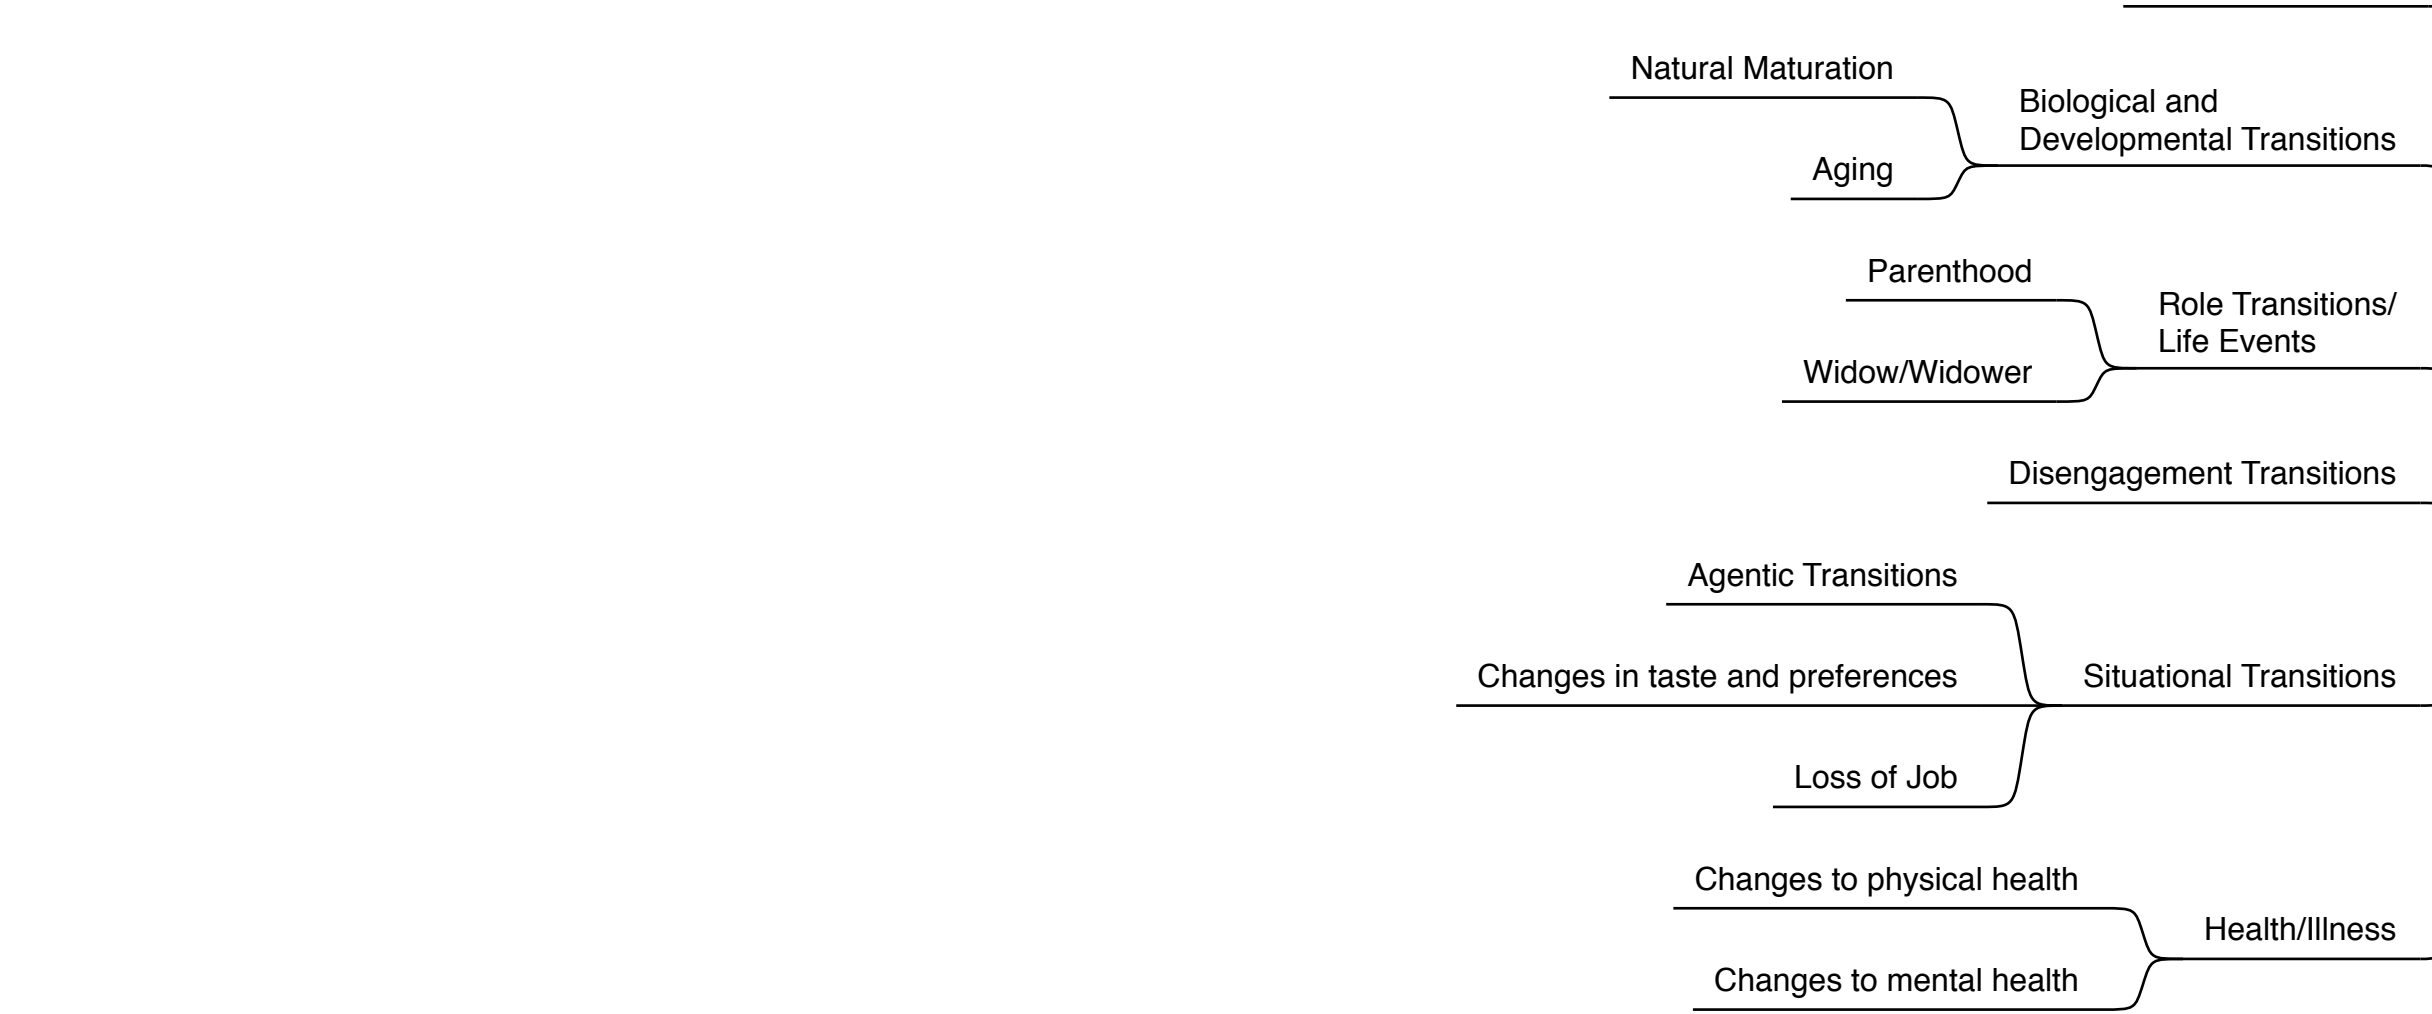 Natural Maturation
Biological and
Developmental Transitions
Aging
Parenthood
Role Transitions/
Life Events
Widow/Widower
Disengagement Transitions
Agentic Transitions
Changes in taste and preferences
Situational Transitions
Loss of Job
Changes to physical health
Health/Illness
Changes to mental health